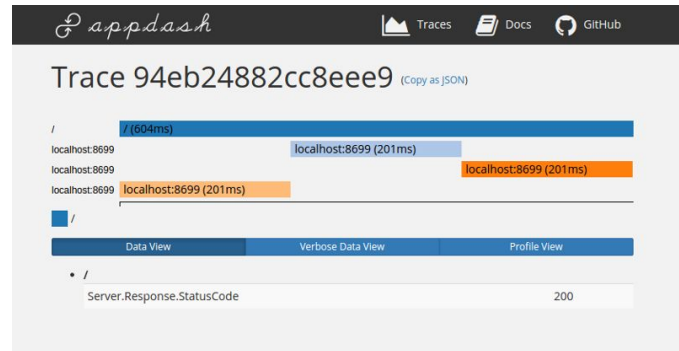 appdash Traces Docs GitHub
Trace 94eb24882cc8eee9 (Copy as JSON)
/ / (604ms)
localhost:8699 localhost:8699 (201ms)
localhost:8699 localhost:8699 (201ms)
localhost:8699 localhost:8699 (201ms)
/
Data View Verbose Data View Profile View
• /
Server.Response.StatusCode 200